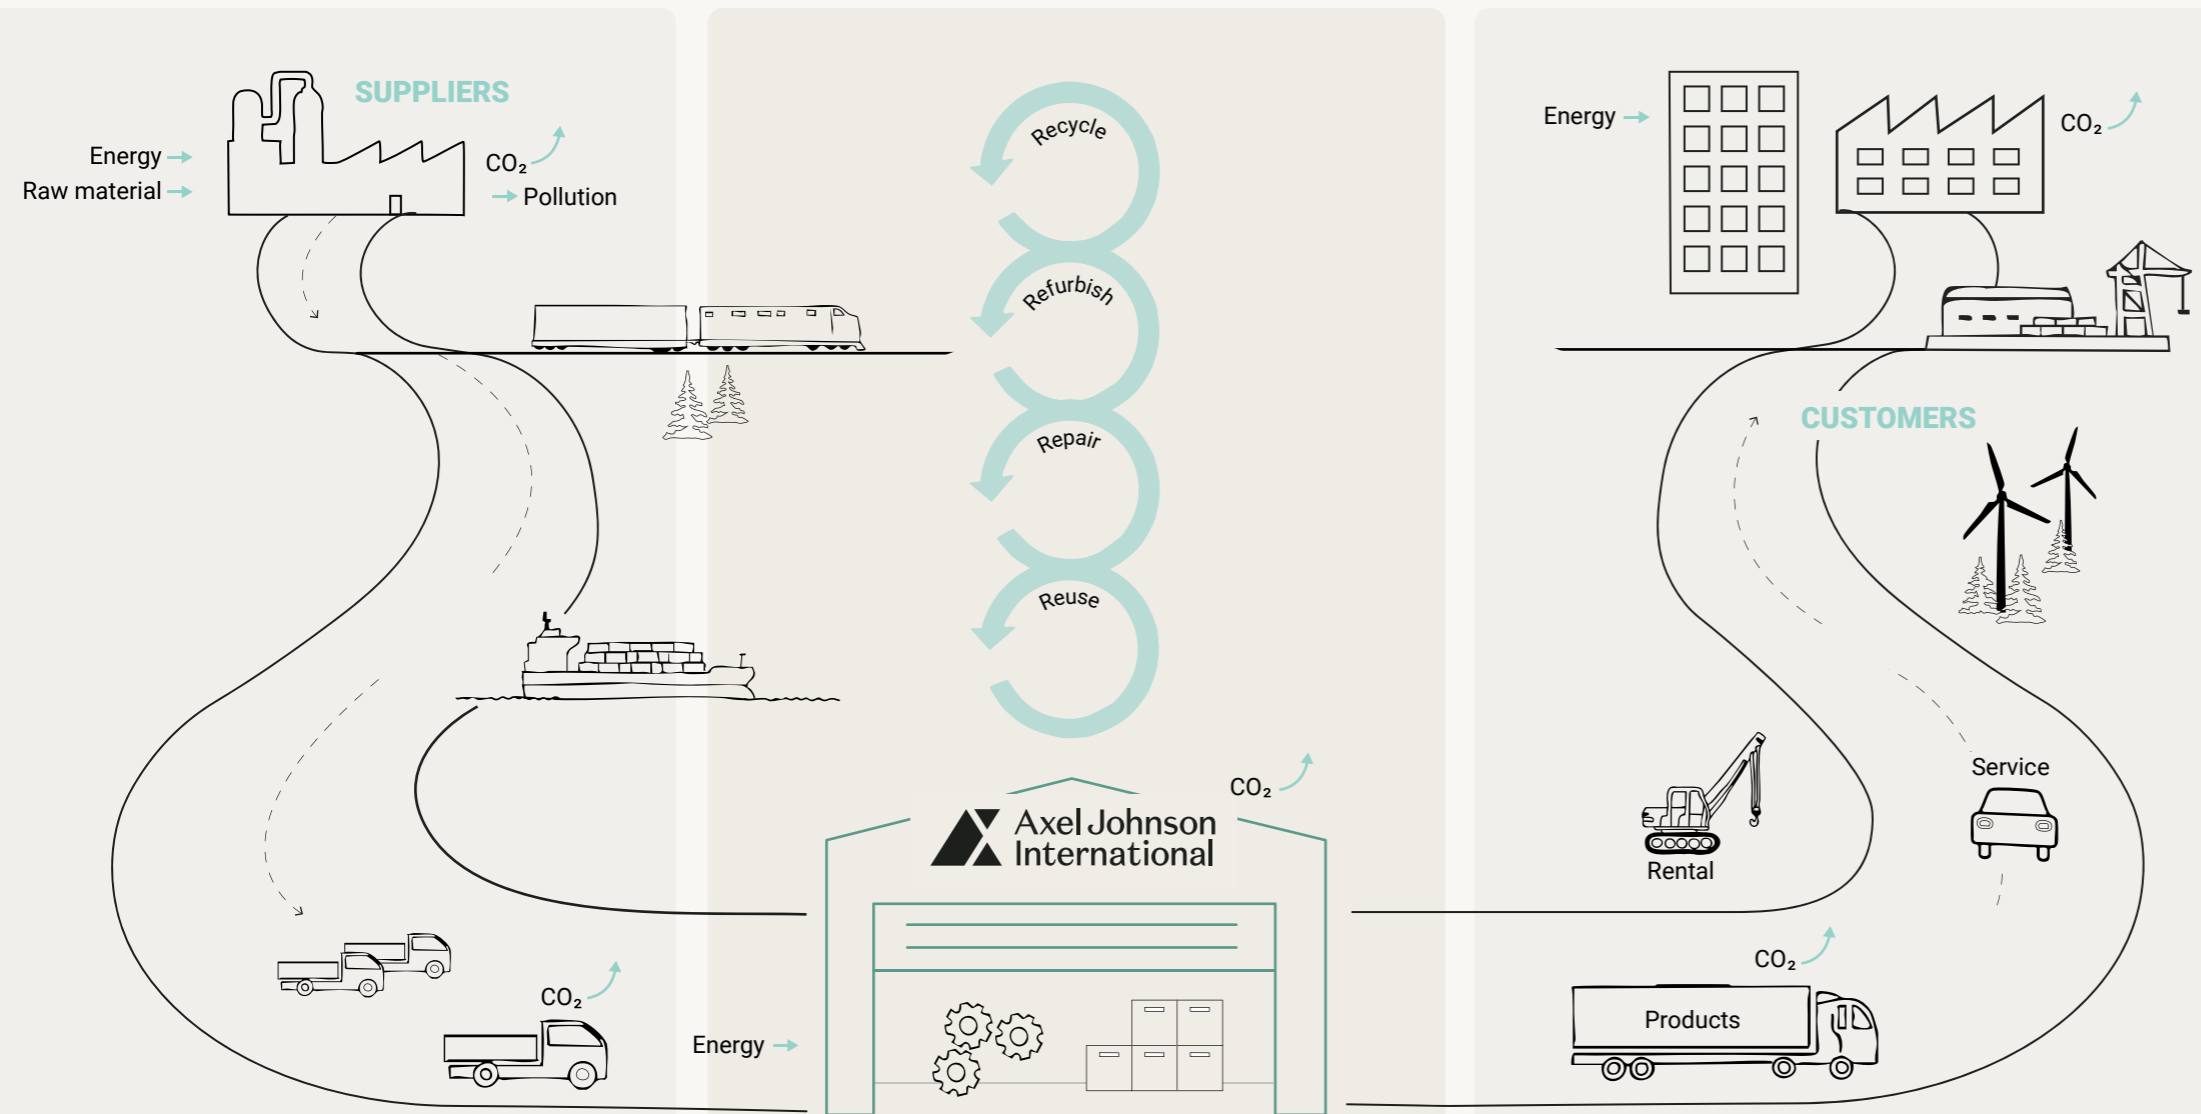 SUPPLIERS
Energy
Raw material
CO₂
Pollution
CO₂
Recycle
Refurbish
Repair
Reuse
CO₂
Axel Johnson
International
Energy
Energy
CO₂
CUSTOMERS
Service
Rental
CO₂
Products